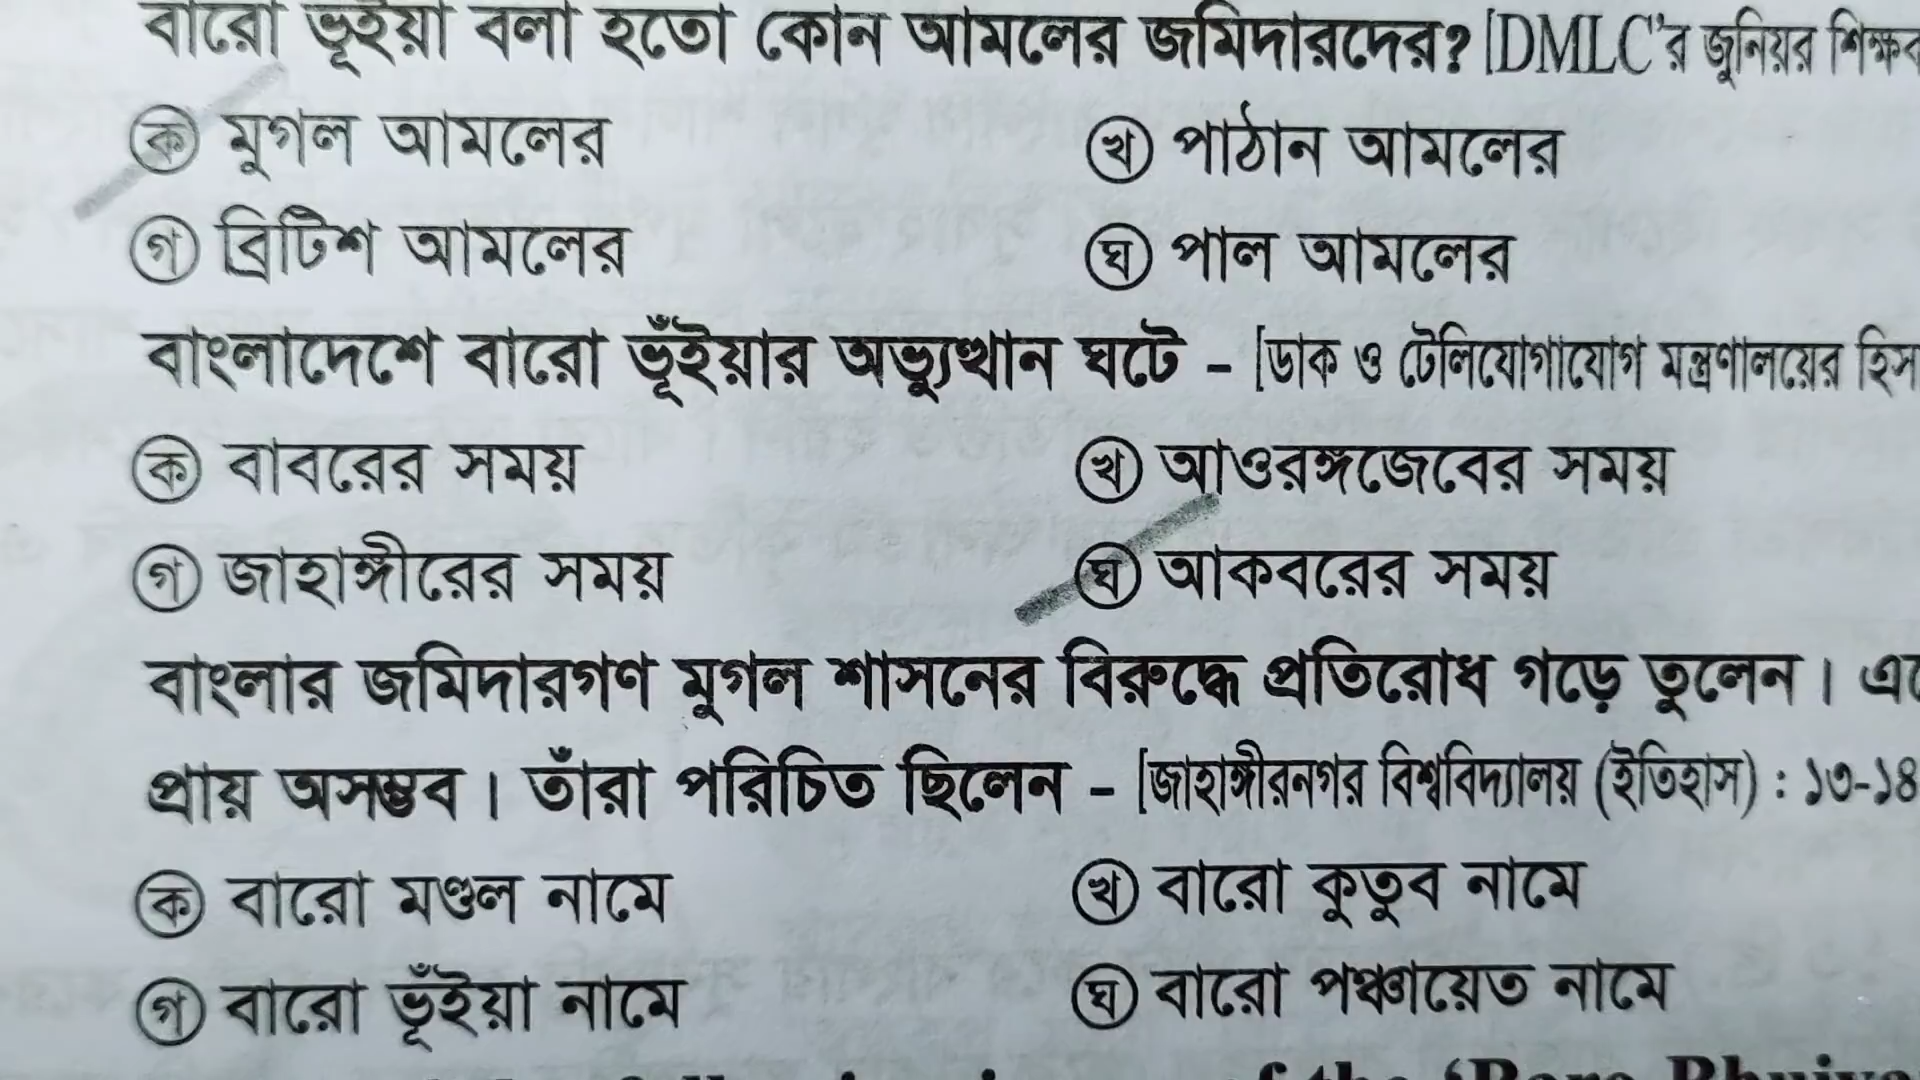 বারো ভূইয়া বলা হতো কোন আমলের জমিদারদের? [DMLC'র জুনিয়র
ক মুগল আমলের খ পাঠান আমলের
গ ব্রিটিশ আমলের ঘ পাল আমলের
বাংলাদেশে বারো ভূঁইয়ার অভ্যুত্থান ঘটে – [ডাক ও টেলিযোগাযোগ মন্ত্রণালয়ের
ক বাবরের সময় খ আওরঙ্গজেবের সময়
গ জাহাঙ্গীরের সময় ঘ আকবরের সময়
বাংলার জমিদারগণ মুগল শাসনের বিরুদ্ধে প্রতিরোধ গড়ে তুলেন।
প্রায় অসম্ভব। তাঁরা পরিচিত ছিলেন – [জাহাঙ্গীরনগর বিশ্ববিদ্যালয় (ইতিহাস) : ১৩-১৪
ক বারো মণ্ডল নামে খ বারো কুতুব নামে
গ বারো ভূঁইয়া নামে ঘ বারো পঞ্চায়েত নামে